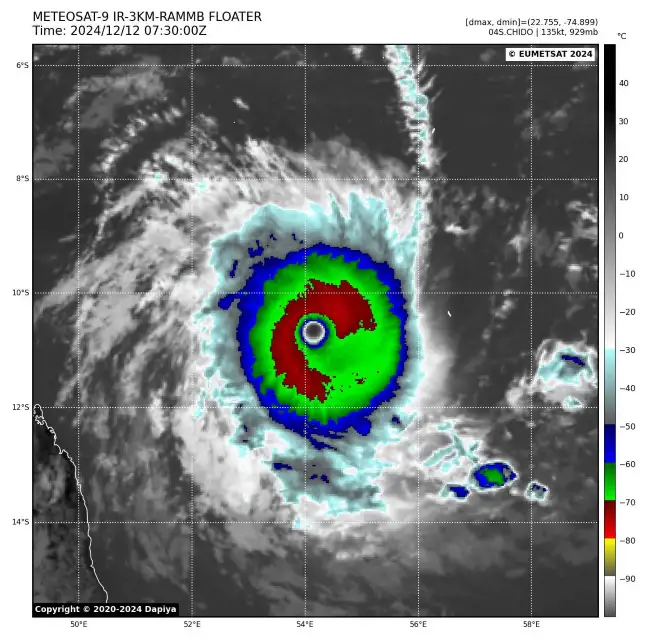 METEOSAT-9 IR-3KM-RAMMB FLOATER
Time: 2024/12/12 07:30:00Z
[dmax, dmin]=(22.755, -74.899)
04S.CHIDO | 135kt, 929mb
°C
© EUMETSAT 2024
6°S
8°S
10°S
12°S
14°S
40
30
20
10
0
−10
−20
−30
−40
−50
−60
−70
−80
−90
Copyright © 2020-2024 Dapiya
50°E
52°E
54°E
56°E
58°E